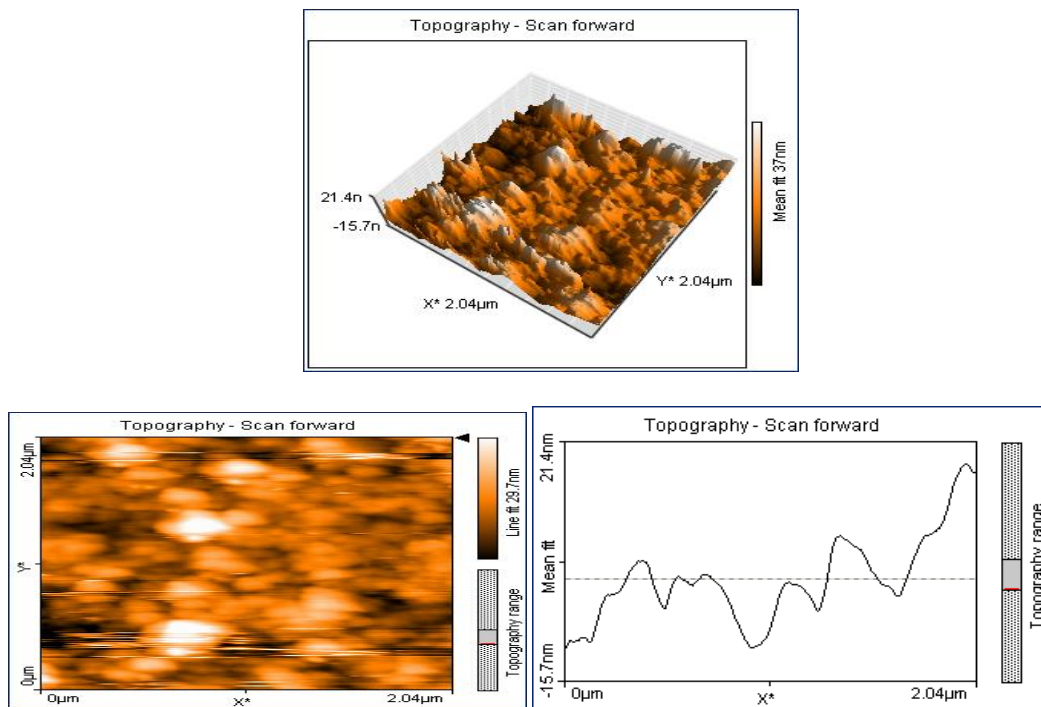 Topography - Scan forward
21.4n
-15.7n
X* 2.04µm
Y* 2.04µm
Mean fit 37nm
Topography - Scan forward
2.04µm
Y*
0µm
0µm
X*
2.04µm
Line fit 29.7nm
Topography range
Topography - Scan forward
21.4nm
Mean fit
-15.7nm
0µm
X*
2.04µm
Topography range